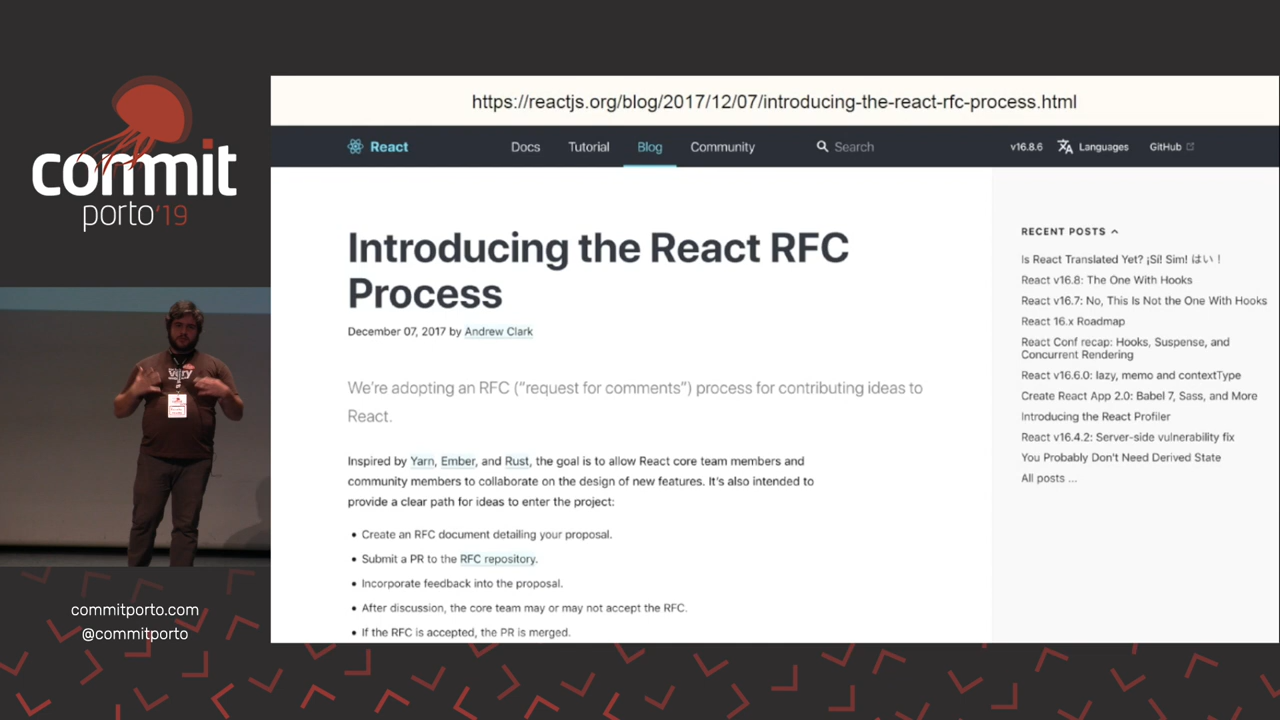 commit
porto'19
commitporto.com
@commitporto
https://reactjs.org/blog/2017/12/07/introducing-the-react-rfc-process.html
React
Docs
Tutorial
Blog
Community
Search
v16.8.6
Languages
GitHub
Introducing the React RFC
Process
December 07, 2017 by Andrew Clark
We're adopting an RFC (“request for comments”) process for contributing ideas to
React.
Inspired by Yarn, Ember, and Rust, the goal is to allow React core team members and
community members to collaborate on the design of new features. It's also intended to
provide a clear path for ideas to enter the project:
• Create an RFC document detailing your proposal.
• Submit a PR to the RFC repository.
• Incorporate feedback into the proposal.
• After discussion, the core team may or may not accept the RFC.
• If the RFC is accepted, the PR is merged.
RECENT POSTS
Is React Translated Yet? ¡Sí! Sim! はい！
React v16.8: The One With Hooks
React v16.7: No, This Is Not the One With Hooks
React 16.x Roadmap
React Conf recap: Hooks, Suspense, and
Concurrent Rendering
React v16.6.0: lazy, memo and contextType
Create React App 2.0: Babel 7, Sass, and More
Introducing the React Profiler
React v16.4.2: Server-side vulnerability fix
You Probably Don't Need Derived State
All posts ...